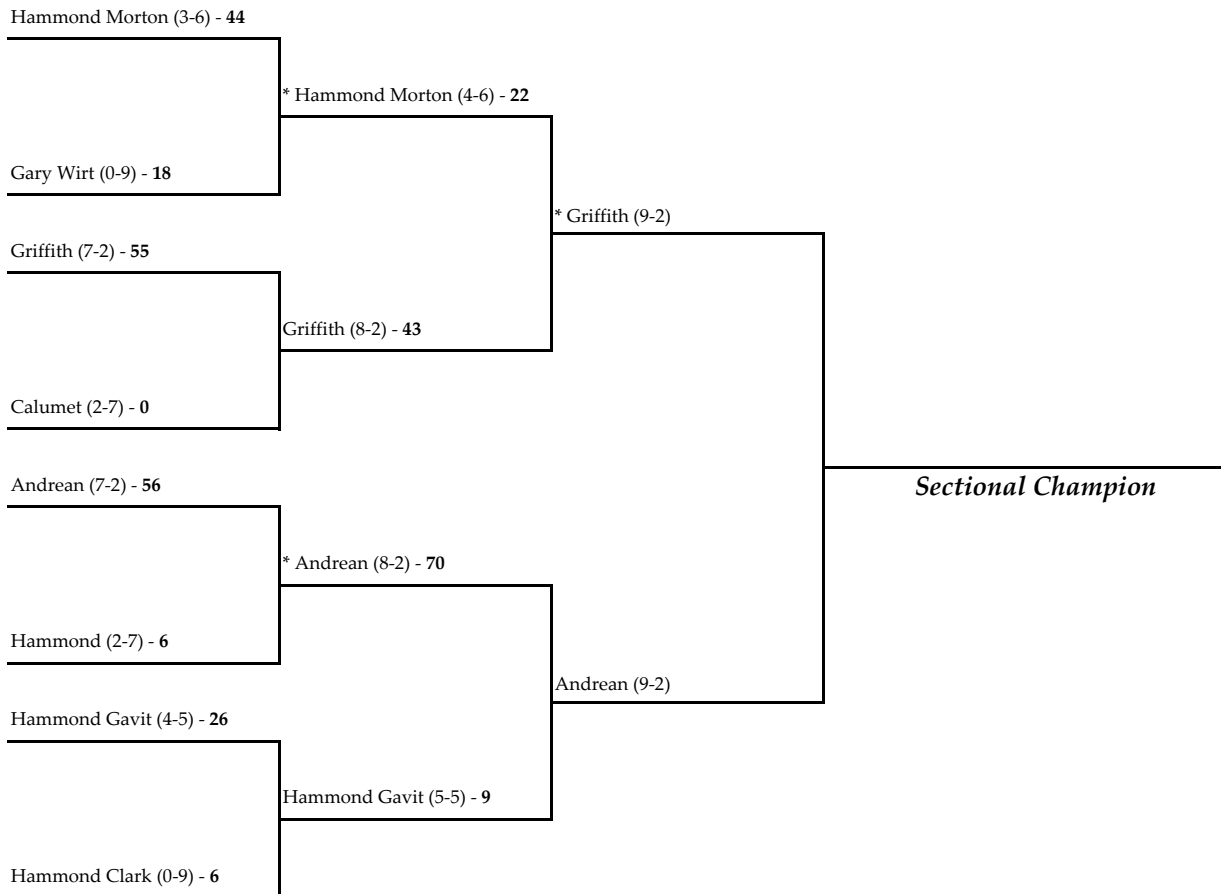 Hammond Morton (3-6) - 44
* Hammond Morton (4-6) - 22
Gary Wirt (0-9) - 18
* Griffith (9-2)
Griffith (7-2) - 55
Griffith (8-2) - 43
Calumet (2-7) - 0
Andrean (7-2) - 56
Sectional Champion
* Andrean (8-2) - 70
Hammond (2-7) - 6
Andrean (9-2)
Hammond Gavit (4-5) - 26
Hammond Gavit (5-5) - 9
Hammond Clark (0-9) - 6